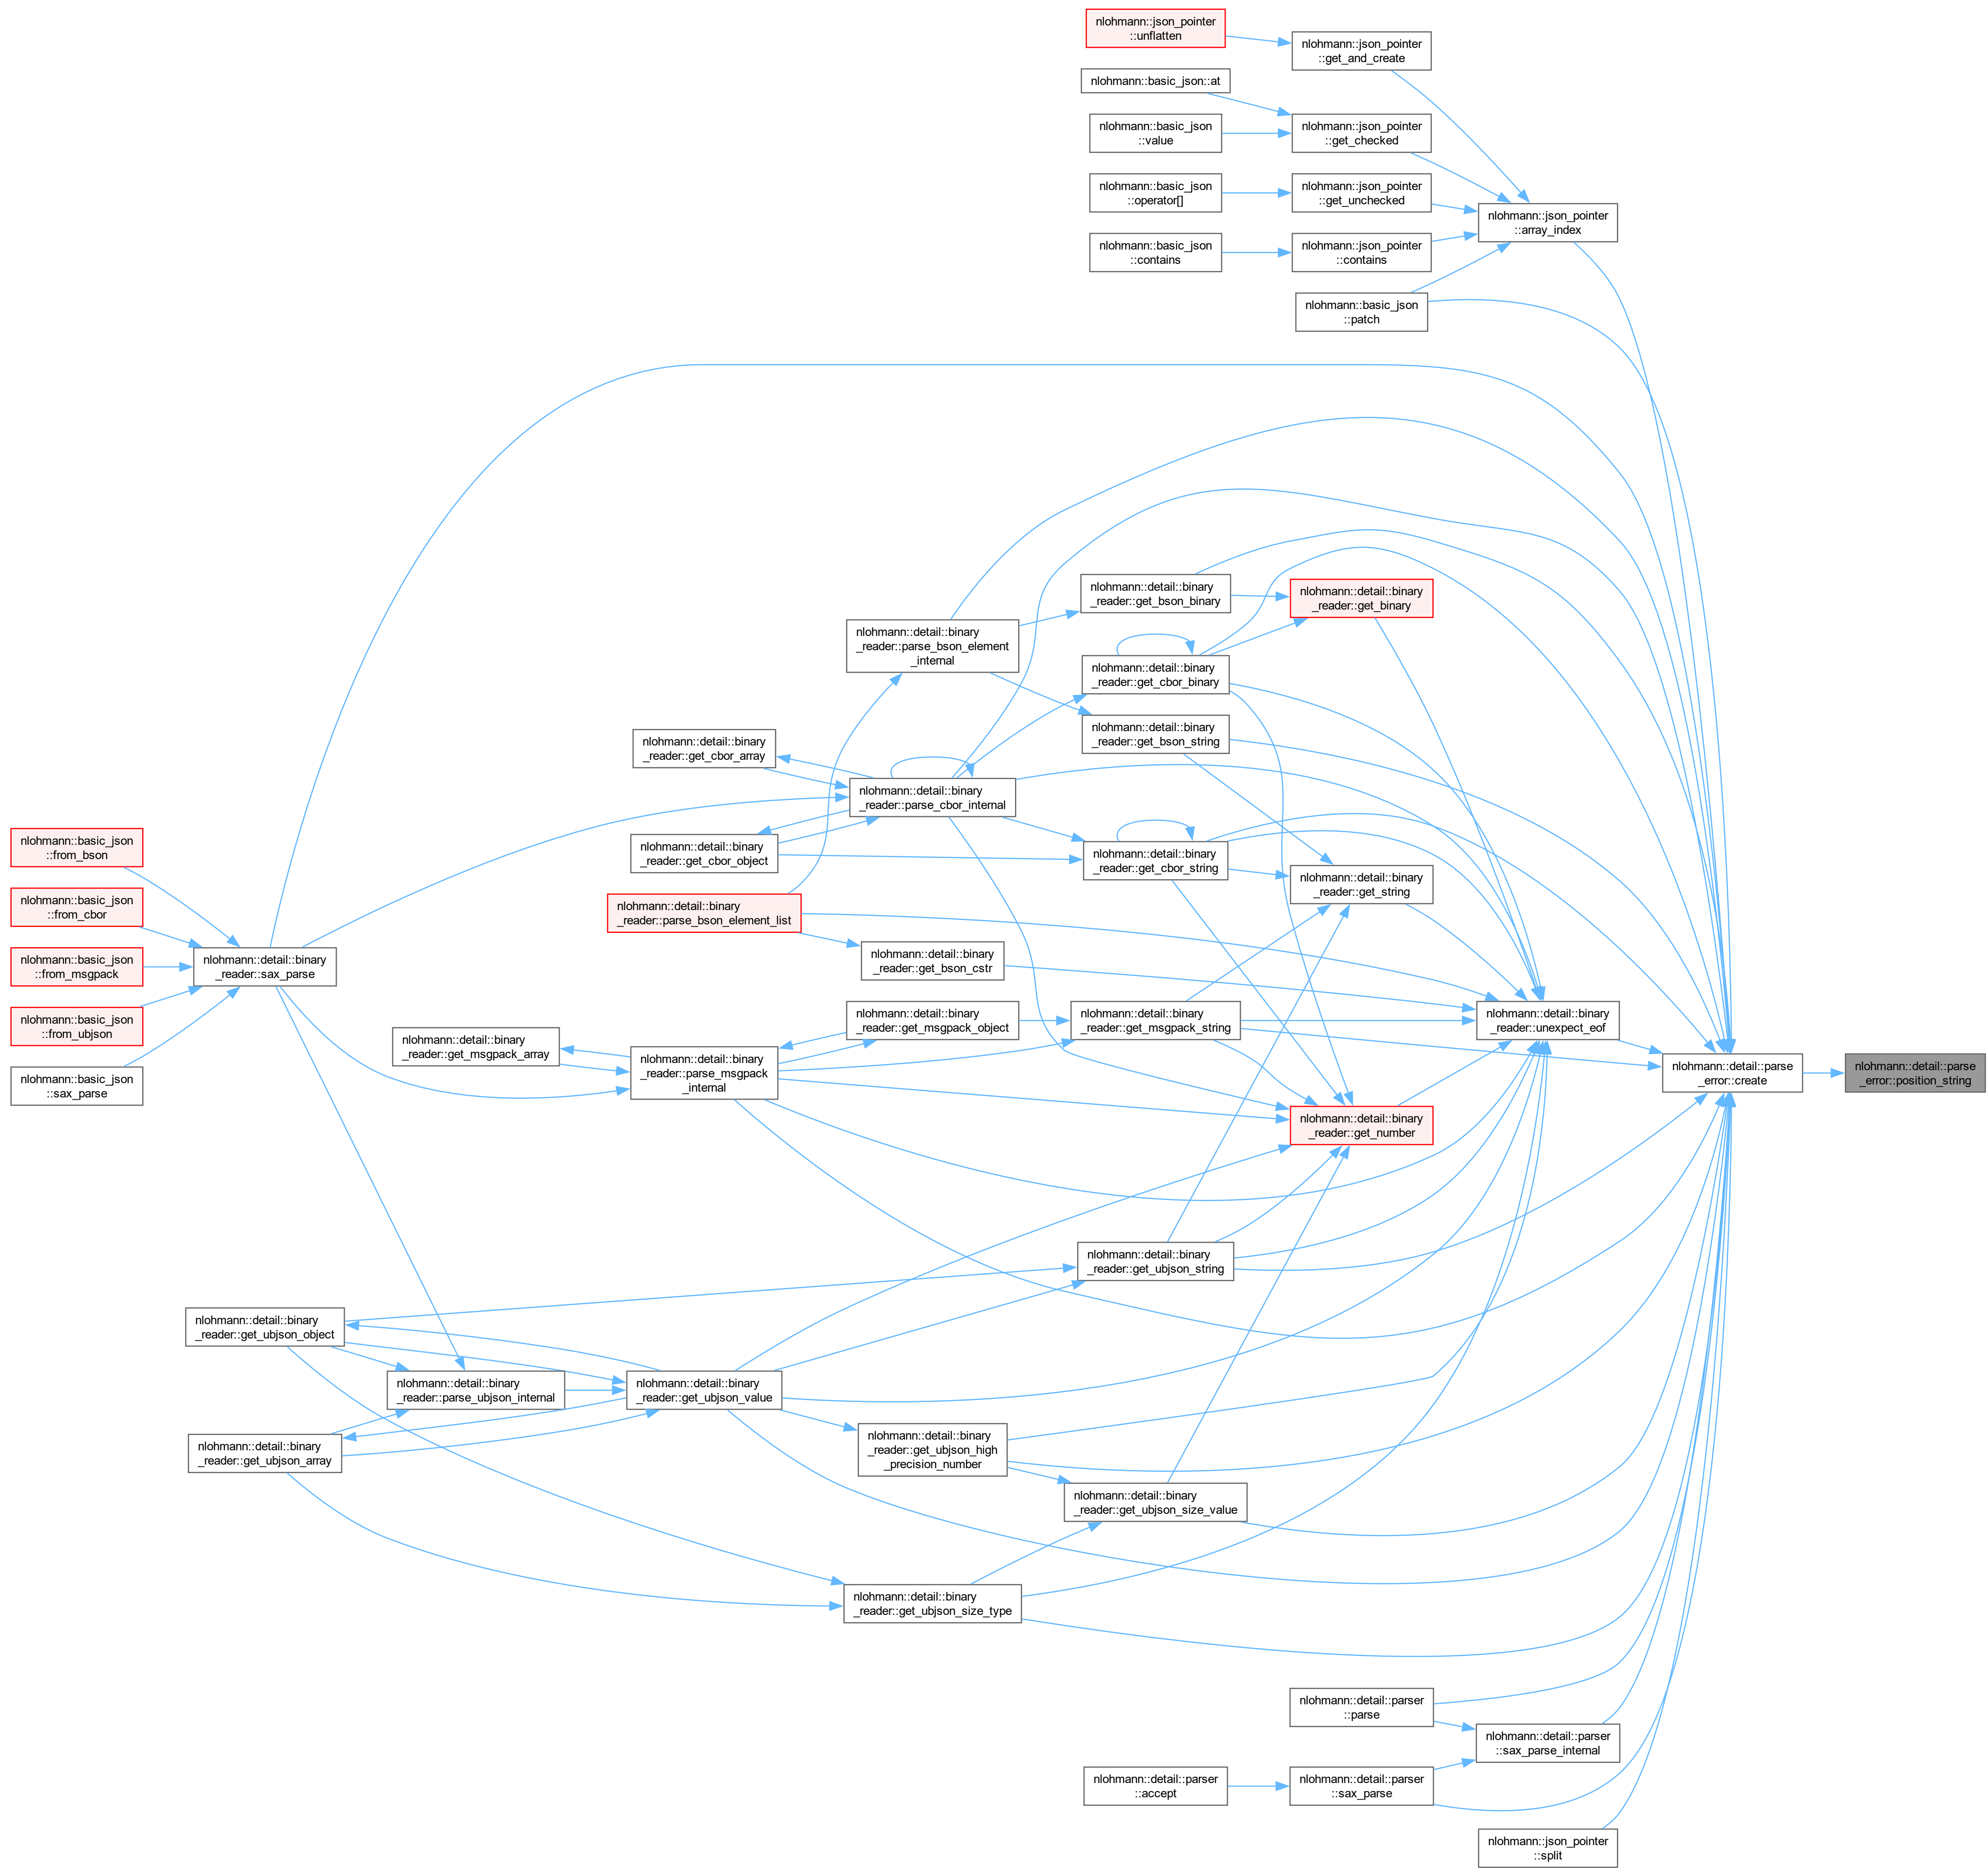 nlohmann::json_pointer
::unflatten
nlohmann::json_pointer
::get_and_create
nlohmann::basic_json::at
nlohmann::basic_json
::value
nlohmann::json_pointer
::get_checked
nlohmann::basic_json
::operator[]
nlohmann::json_pointer
::get_unchecked
nlohmann::json_pointer
::array_index
nlohmann::basic_json
::contains
nlohmann::json_pointer
::contains
nlohmann::basic_json
::patch
nlohmann::detail::binary
_reader::get_bson_binary
nlohmann::detail::binary
_reader::get_binary
nlohmann::detail::binary
_reader::parse_bson_element
_internal
nlohmann::detail::binary
_reader::get_cbor_binary
nlohmann::detail::binary
_reader::get_bson_string
nlohmann::detail::binary
_reader::get_cbor_array
nlohmann::detail::binary
_reader::parse_cbor_internal
nlohmann::basic_json
::from_bson
nlohmann::detail::binary
_reader::get_cbor_object
nlohmann::detail::binary
_reader::get_cbor_string
nlohmann::detail::binary
_reader::get_string
nlohmann::basic_json
::from_cbor
nlohmann::detail::binary
_reader::parse_bson_element_list
nlohmann::basic_json
::from_msgpack
nlohmann::detail::binary
_reader::sax_parse
nlohmann::detail::binary
_reader::get_bson_cstr
nlohmann::basic_json
::from_ubjson
nlohmann::detail::binary
_reader::get_msgpack_array
nlohmann::detail::binary
_reader::get_msgpack_object
nlohmann::detail::binary
_reader::get_msgpack_string
nlohmann::detail::binary
_reader::unexpect_eof
nlohmann::basic_json
::sax_parse
nlohmann::detail::binary
_reader::parse_msgpack
_internal
nlohmann::detail::parse
_error::create
nlohmann::detail::parse
_error::position_string
nlohmann::detail::binary
_reader::get_number
nlohmann::detail::binary
_reader::get_ubjson_string
nlohmann::detail::binary
_reader::get_ubjson_object
nlohmann::detail::binary
_reader::parse_ubjson_internal
nlohmann::detail::binary
_reader::get_ubjson_value
nlohmann::detail::binary
_reader::get_ubjson_array
nlohmann::detail::binary
_reader::get_ubjson_high
_precision_number
nlohmann::detail::binary
_reader::get_ubjson_size_value
nlohmann::detail::binary
_reader::get_ubjson_size_type
nlohmann::detail::parser
::parse
nlohmann::detail::parser
::sax_parse_internal
nlohmann::detail::parser
::accept
nlohmann::detail::parser
::sax_parse
nlohmann::json_pointer
::split